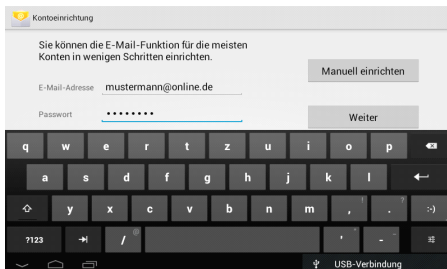 Kontoeinrichtung
Sie können die E-Mail-Funktion für die meisten
Konten in wenigen Schritten einrichten.
Manuell einrichten
E-Mail-Adresse mustermann@online.de
Passwort ••••••••
Weiter
q w e r t z u i o p
a s d f g h j k l
y x c v b n m , ! . ? :-)
?123 / @ ' " - _
USB-Verbindung